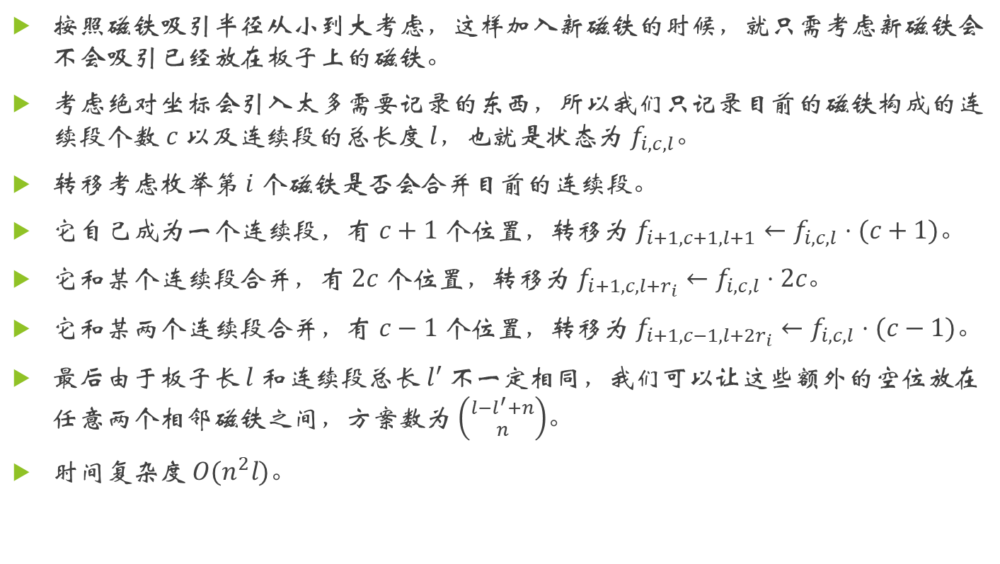 按照磁铁吸引半径从小到大考虑，这样加入新磁铁的时候，就只需考虑新磁铁会
不会吸引已经放在板子上的磁铁。
考虑绝对坐标会引入太多需要记录的东西，所以我们只记录目前的磁铁构成的连
续段个数 c 以及连续段的总长度 l，也就是状态为 f_{i,c,l}。
转移考虑枚举第 i 个磁铁是否会合并目前的连续段。
它自己成为一个连续段，有 c + 1 个位置，转移为 f_{i+1,c+1,l+1} ← f_{i,c,l} · (c + 1)。
它和某个连续段合并，有 2c 个位置，转移为 f_{i+1,c,l+r_i} ← f_{i,c,l} · 2c。
它和某两个连续段合并，有 c − 1 个位置，转移为 f_{i+1,c−1,l+2r_i} ← f_{i,c,l} · (c − 1)。
最后由于板子长 l 和连续段总长 l′ 不一定相同，我们可以让这些额外的空位放在
任意两个相邻磁铁之间，方案数为 \binom{l−l′+n}{n}。
时间复杂度 O(n²l)。